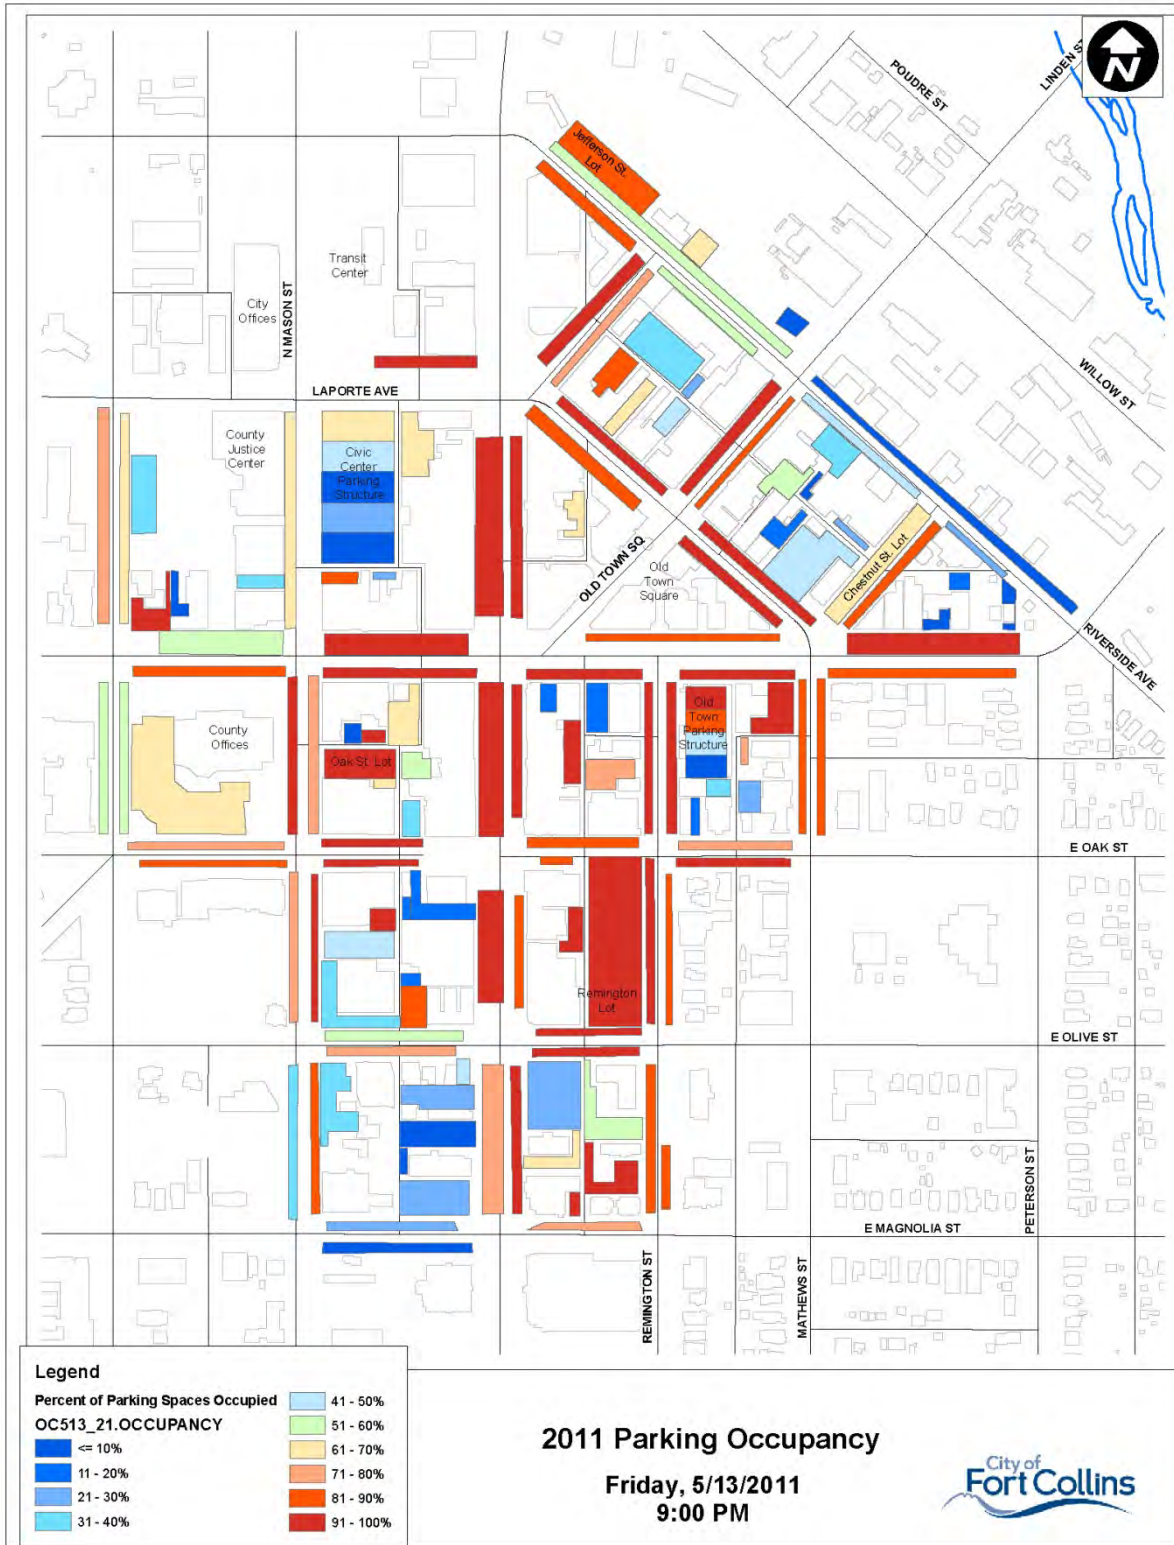 N
POUDRE ST
LINDEN ST
Jefferson St.
Lot
Transit
Center
City
Offices
N MASON ST
WILLOW ST
LAPORTE AVE
County
Justice
Center
Civic
Center
Parking
Structure
OLD TOWN SQ
Old
Town
Square
Chestnut St. Lot
RIVERSIDE AVE
County
Offices
Old
Town
Parking
Structure
Oak St. Lot
E OAK ST
Remington
Lot
E OLIVE ST
PETERSON ST
E MAGNOLIA ST
REMINGTON ST
MATHEWS ST
Legend
Percent of Parking Spaces Occupied
OC513_21.OCCUPANCY
<= 10%
11 - 20%
21 - 30%
31 - 40%
41 - 50%
51 - 60%
61 - 70%
71 - 80%
81 - 90%
91 - 100%
2011 Parking Occupancy
Friday, 5/13/2011
9:00 PM
City of
Fort Collins